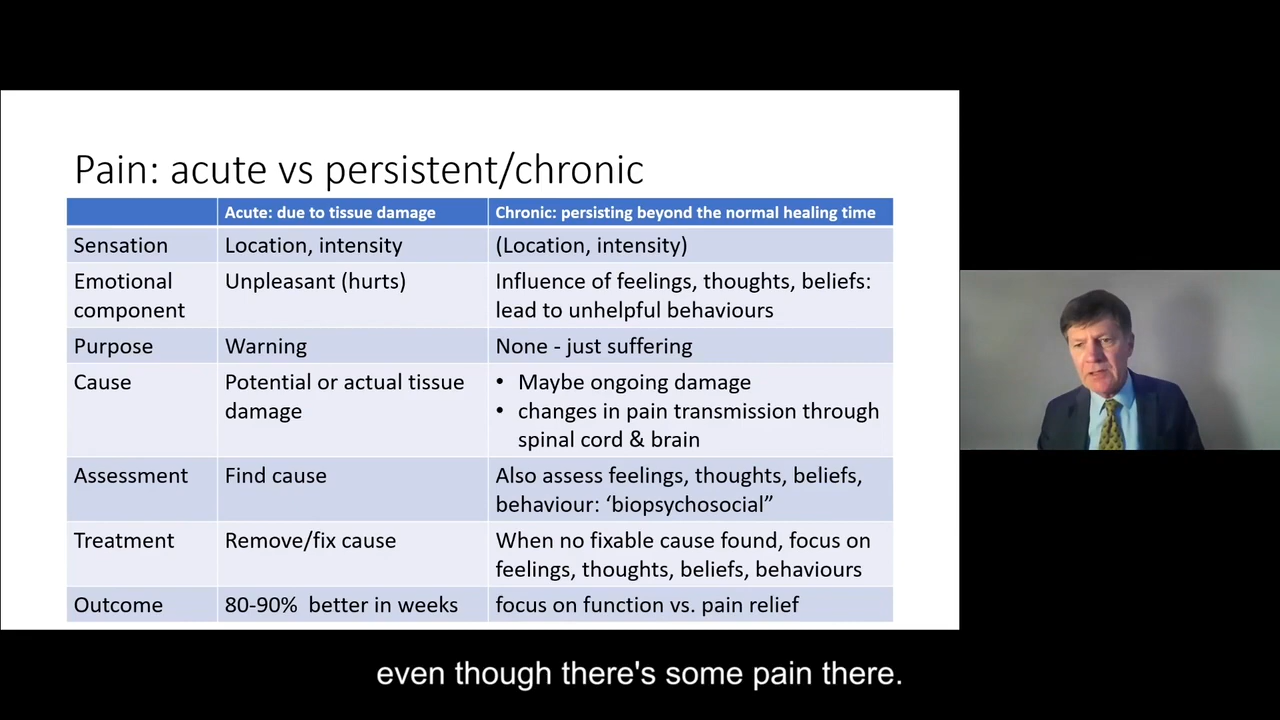 Pain: acute vs persistent/chronic
Acute: due to tissue damage
Chronic: persisting beyond the normal healing time
Sensation
Location, intensity
(Location, intensity)
Emotional
component
Unpleasant (hurts)
Influence of feelings, thoughts, beliefs:
lead to unhelpful behaviours
Purpose
Warning
None - just suffering
Cause
Potential or actual tissue
damage
• Maybe ongoing damage
• changes in pain transmission through
spinal cord & brain
Assessment
Find cause
Also assess feelings, thoughts, beliefs,
behaviour: ‘biopsychosocial”
Treatment
Remove/fix cause
When no fixable cause found, focus on
feelings, thoughts, beliefs, behaviours
Outcome
80-90%  better in weeks
focus on function vs. pain relief
even though there's some pain there.